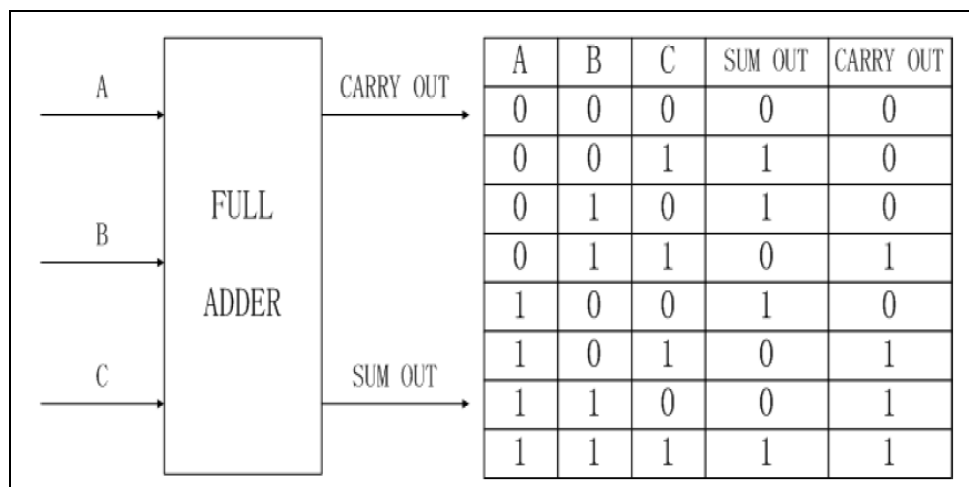 A
B
C
FULL
ADDER
CARRY OUT
SUM OUT
A B C SUM OUT CARRY OUT
0 0 0 0 0
0 0 1 1 0
0 1 0 1 0
0 1 1 0 1
1 0 0 1 0
1 0 1 0 1
1 1 0 0 1
1 1 1 1 1